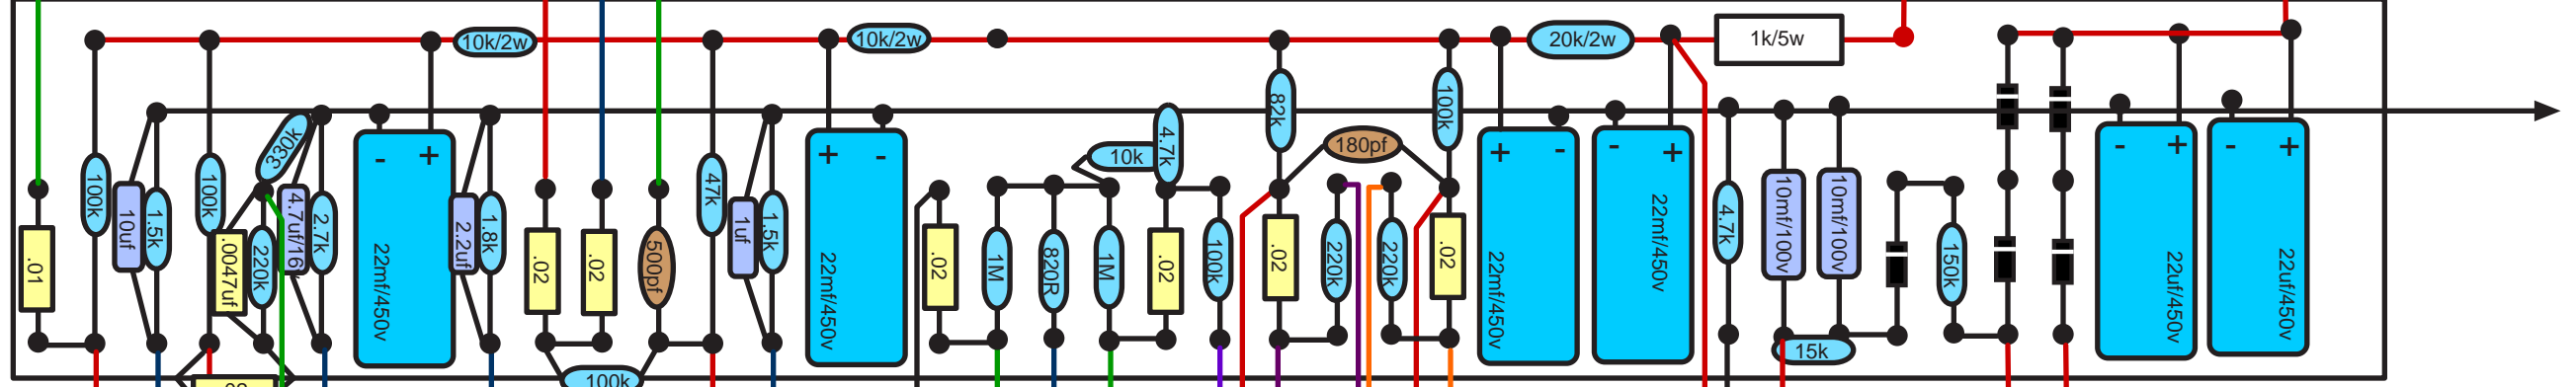 10k/2w
10k/2w
20k/2w
1k/5w
330k
82k
100k
180pf
4.7k
10k
- +
+ -
+ -
- +
- +
- +
.01
100k
10uf
1.5k
100k
.0047uf
220k
4.7uf/16
2.7k
22mf/450v
2.2uf
1.8k
.02
.02
500pf
47k
1uf
1.5k
22mf/450v
.02
1M
820R
1M
.02
100k
.02
220k
220k
.02
22mf/450v
22mf/450v
4.7k
10mf/100v
10mf/100v
150k
22uf/450v
22uf/450v
15k
100k